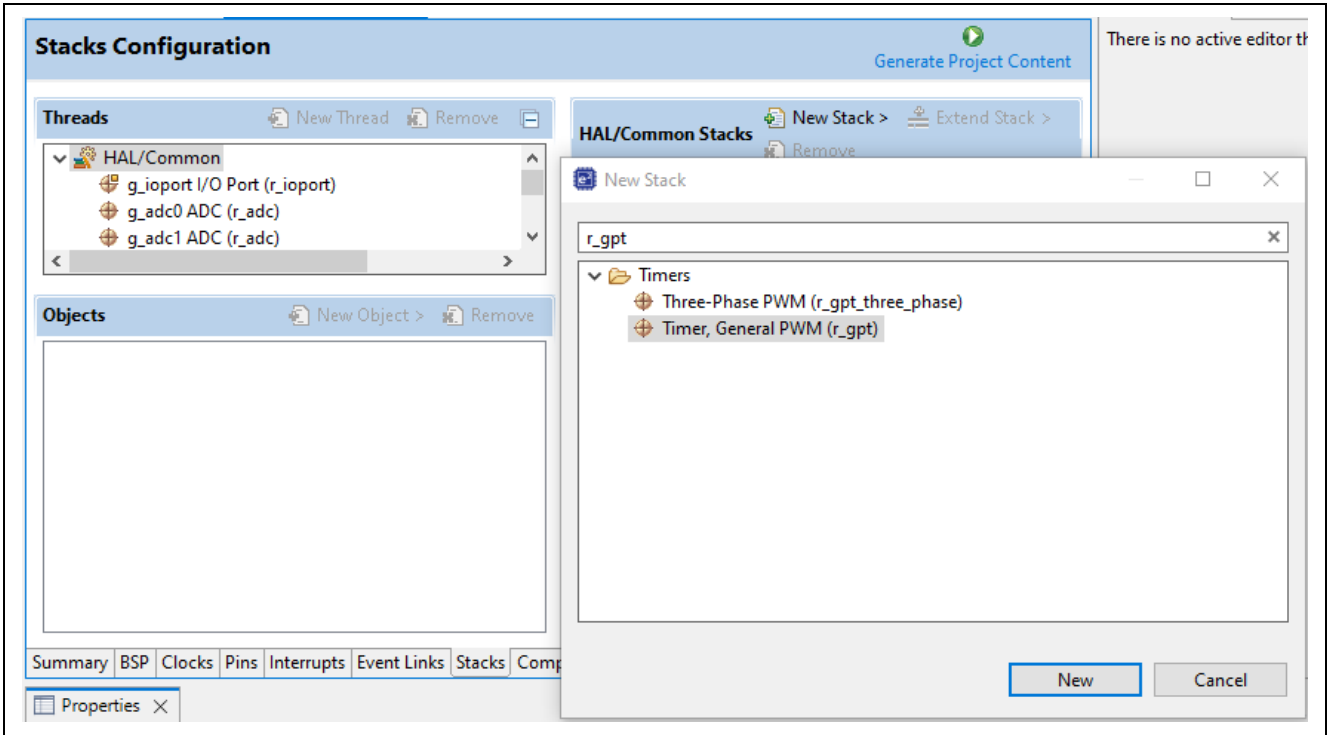 Stacks Configuration
Generate Project Content
There is no active editor th
Threads
New Thread
Remove
HAL/Common
g_ioport I/O Port (r_ioport)
g_adc0 ADC (r_adc)
g_adc1 ADC (r_adc)
Objects
New Object >
Remove
HAL/Common Stacks
New Stack >
Extend Stack >
Remove
New Stack
r_gpt
Timers
Three-Phase PWM (r_gpt_three_phase)
Timer, General PWM (r_gpt)
New
Cancel
Summary BSP Clocks Pins Interrupts Event Links Stacks Comp
Properties